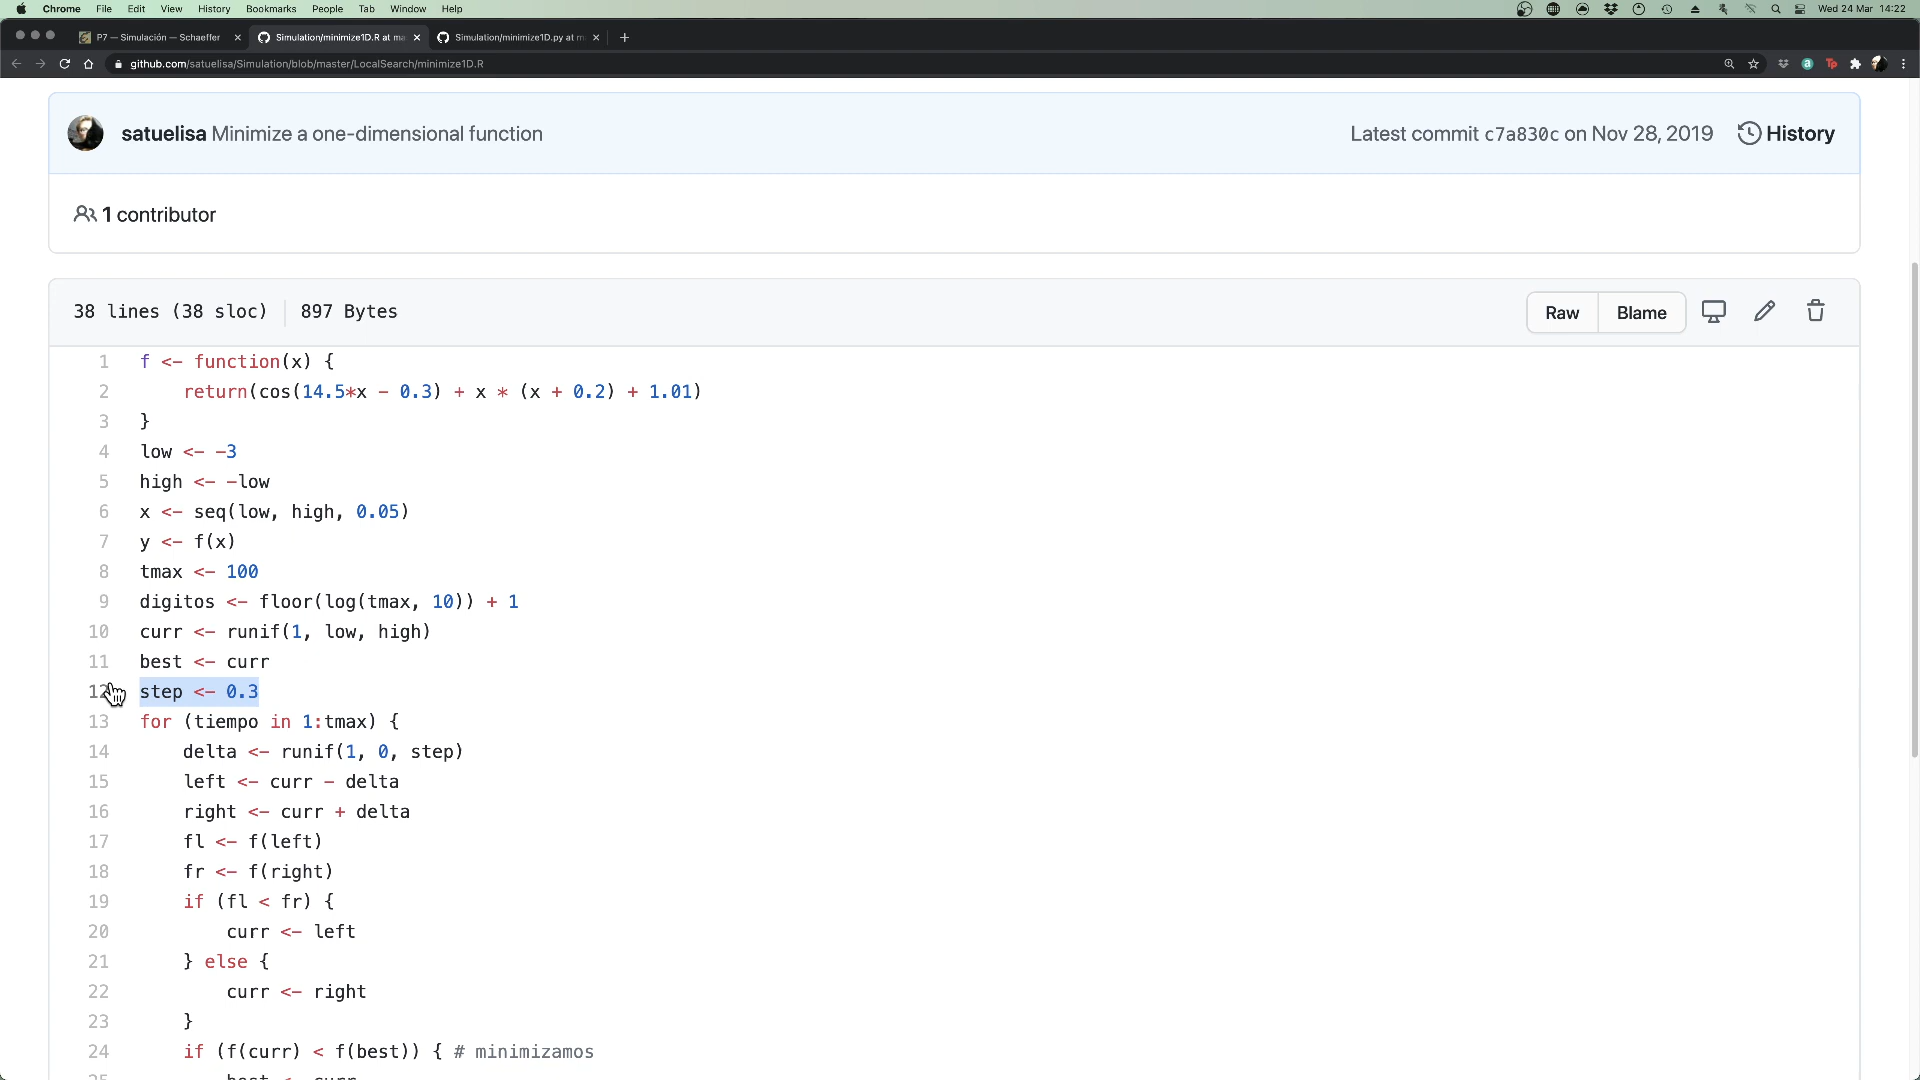 Chrome File Edit View History Bookmarks People Tab Window Help Wed 24 Mar 14:22
P7 — Simulación — Schaeffer Simulation/minimize1D.R at ma Simulation/minimize1D.py at m
github.com/satuelisa/Simulation/blob/master/LocalSearch/minimize1D.R
satuelisa Minimize a one-dimensional function Latest commit c7a830c on Nov 28, 2019 History
1 contributor
38 lines (38 sloc) 897 Bytes Raw Blame
1 f <- function(x) {
2 return(cos(14.5*x - 0.3) + x * (x + 0.2) + 1.01)
3 }
4 low <- -3
5 high <- -low
6 x <- seq(low, high, 0.05)
7 y <- f(x)
8 tmax <- 100
9 digitos <- floor(log(tmax, 10)) + 1
10 curr <- runif(1, low, high)
11 best <- curr
12 step <- 0.3
13 for (tiempo in 1:tmax) {
14 delta <- runif(1, 0, step)
15 left <- curr - delta
16 right <- curr + delta
17 fl <- f(left)
18 fr <- f(right)
19 if (fl < fr) {
20 curr <- left
21 } else {
22 curr <- right
23 }
24 if (f(curr) < f(best)) { # minimizamos